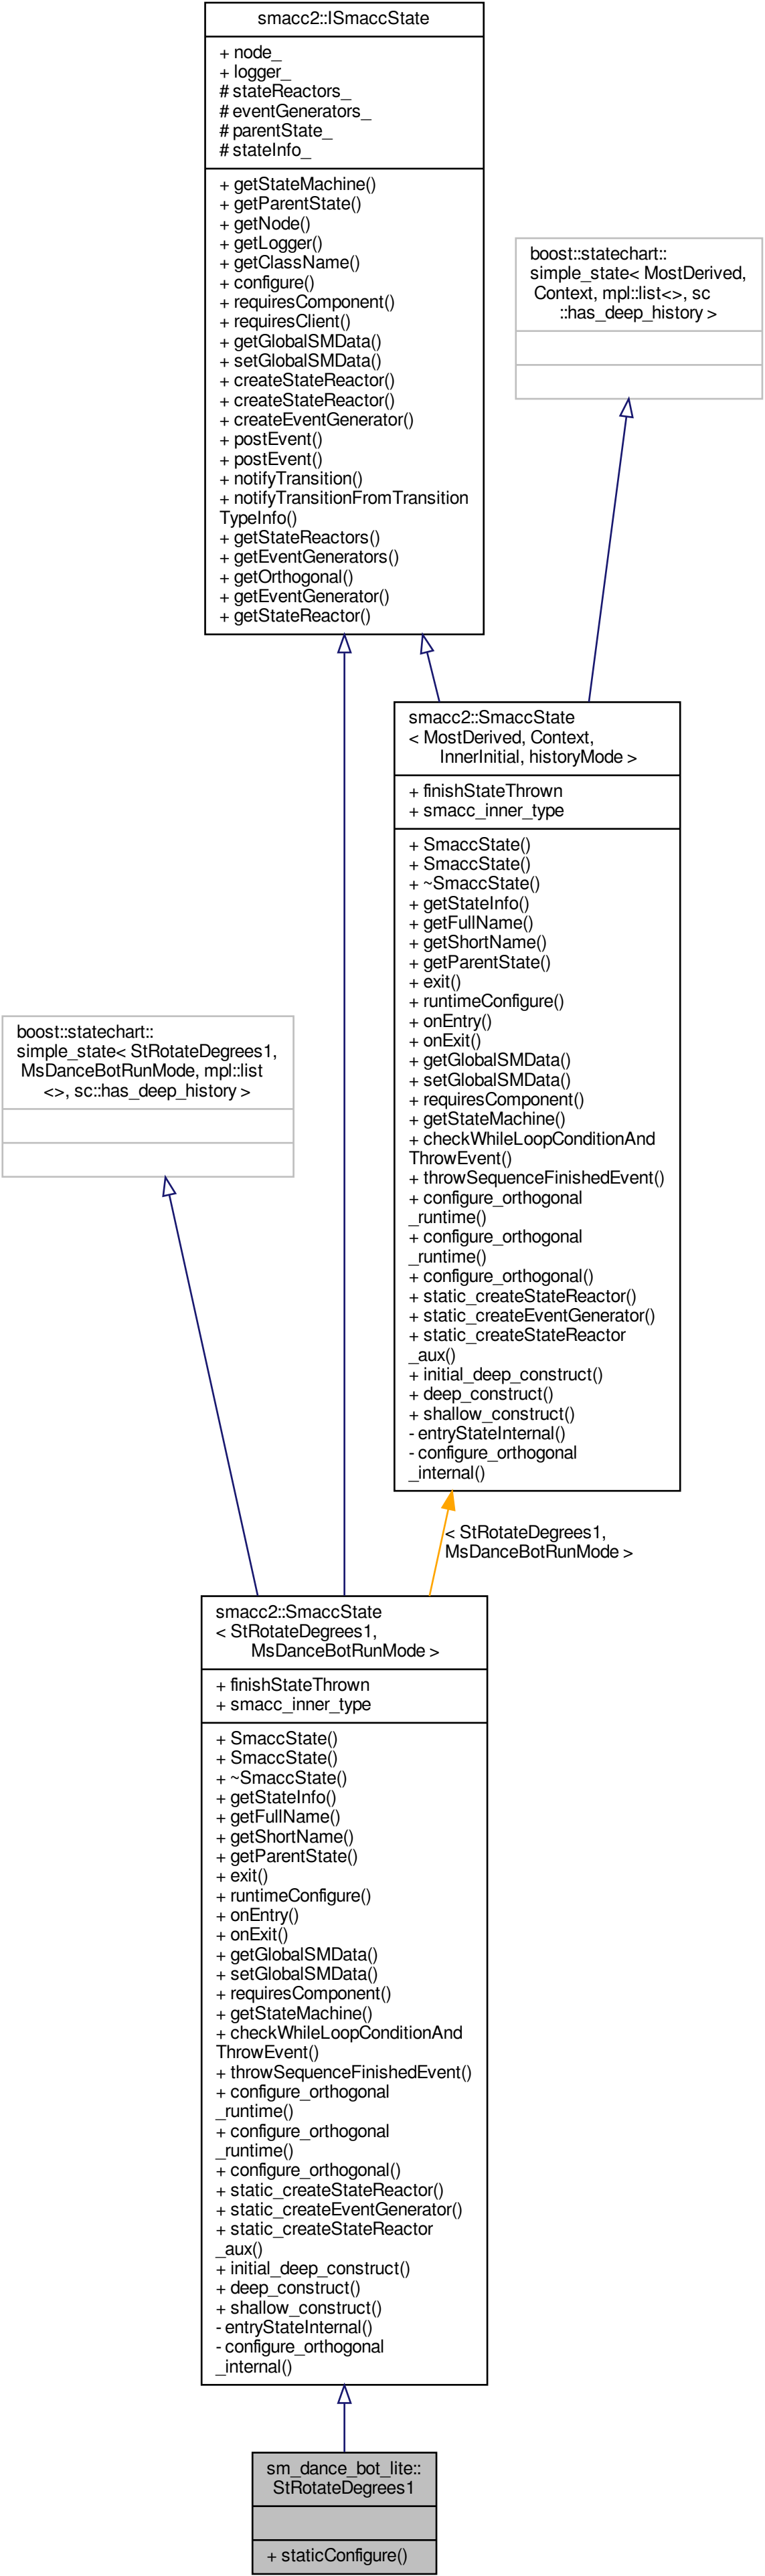 smacc2::ISmaccState
+ node_
+ logger_
# stateReactors_
# eventGenerators_
# parentState_
# stateInfo_
+ getStateMachine()
+ getParentState()
+ getNode()
+ getLogger()
+ getClassName()
+ configure()
+ requiresComponent()
+ requiresClient()
+ getGlobalSMData()
+ setGlobalSMData()
+ createStateReactor()
+ createStateReactor()
+ createEventGenerator()
+ postEvent()
+ postEvent()
+ notifyTransition()
+ notifyTransitionFromTransition
TypeInfo()
+ getStateReactors()
+ getEventGenerators()
+ getOrthogonal()
+ getEventGenerator()
+ getStateReactor()
boost::statechart::
simple_state< MostDerived,
Context, mpl::list<>, sc
::has_deep_history >
smacc2::SmaccState
< MostDerived, Context,
InnerInitial, historyMode >
+ finishStateThrown
+ smacc_inner_type
+ SmaccState()
+ SmaccState()
+ ~SmaccState()
+ getStateInfo()
+ getFullName()
+ getShortName()
+ getParentState()
+ exit()
+ runtimeConfigure()
+ onEntry()
+ onExit()
+ getGlobalSMData()
+ setGlobalSMData()
+ requiresComponent()
+ getStateMachine()
+ checkWhileLoopConditionAnd
ThrowEvent()
+ throwSequenceFinishedEvent()
+ configure_orthogonal
_runtime()
+ configure_orthogonal
_runtime()
+ configure_orthogonal()
+ static_createStateReactor()
+ static_createEventGenerator()
+ static_createStateReactor
_aux()
+ initial_deep_construct()
+ deep_construct()
+ shallow_construct()
- entryStateInternal()
- configure_orthogonal
_internal()
boost::statechart::
simple_state< StRotateDegrees1,
MsDanceBotRunMode, mpl::list
<>, sc::has_deep_history >
< StRotateDegrees1,
MsDanceBotRunMode >
smacc2::SmaccState
< StRotateDegrees1,
MsDanceBotRunMode >
+ finishStateThrown
+ smacc_inner_type
+ SmaccState()
+ SmaccState()
+ ~SmaccState()
+ getStateInfo()
+ getFullName()
+ getShortName()
+ getParentState()
+ exit()
+ runtimeConfigure()
+ onEntry()
+ onExit()
+ getGlobalSMData()
+ setGlobalSMData()
+ requiresComponent()
+ getStateMachine()
+ checkWhileLoopConditionAnd
ThrowEvent()
+ throwSequenceFinishedEvent()
+ configure_orthogonal
_runtime()
+ configure_orthogonal
_runtime()
+ configure_orthogonal()
+ static_createStateReactor()
+ static_createEventGenerator()
+ static_createStateReactor
_aux()
+ initial_deep_construct()
+ deep_construct()
+ shallow_construct()
- entryStateInternal()
- configure_orthogonal
_internal()
sm_dance_bot_lite::
StRotateDegrees1
+ staticConfigure()